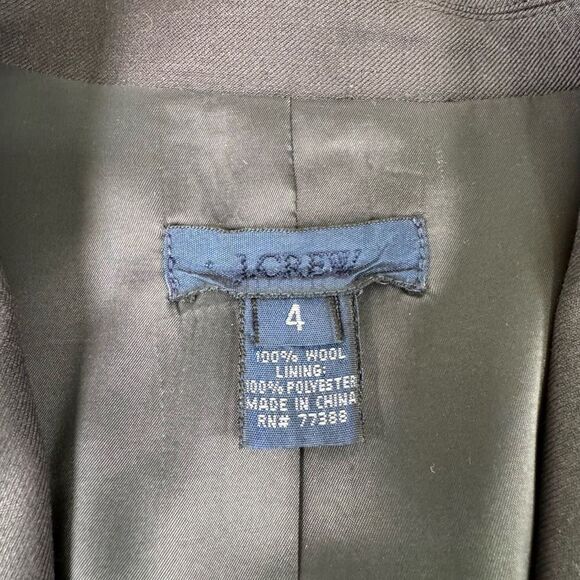 J.CREW
4
100% WOOL
LINING:
100% POLYESTER
MADE IN CHINA
RN# 77388